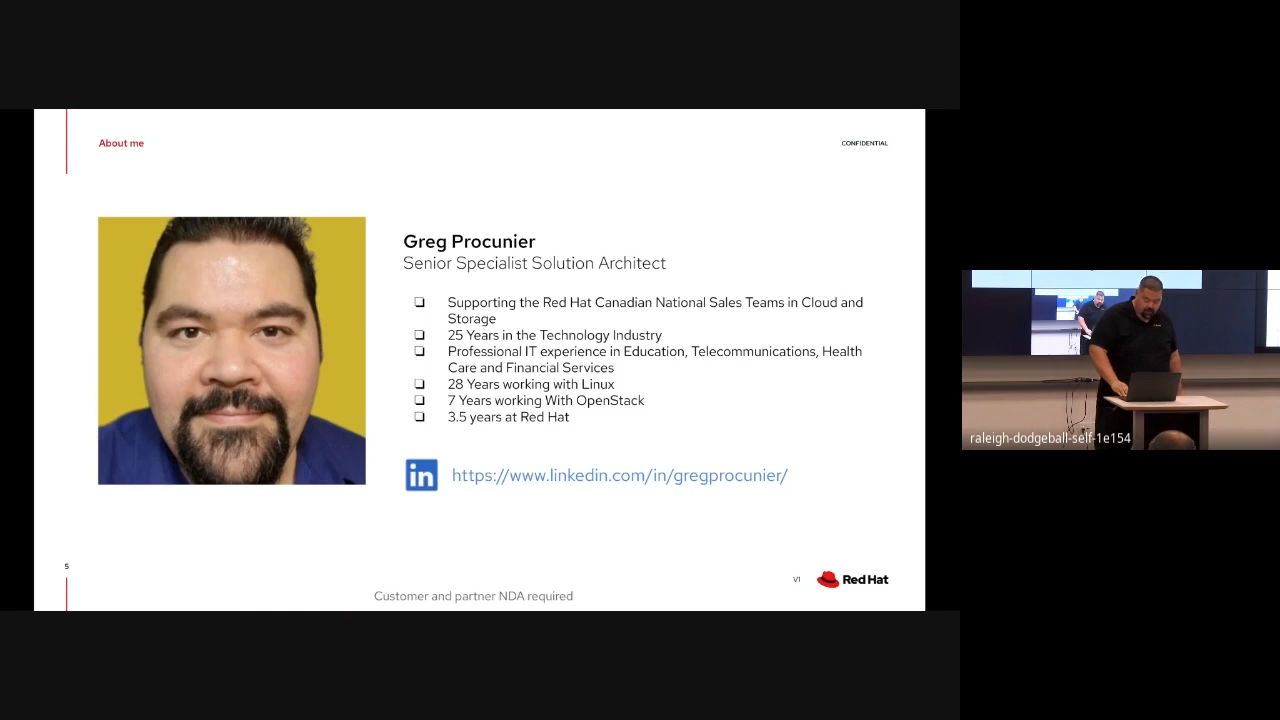 About me
CONFIDENTIAL
Greg Procunier
Senior Specialist Solution Architect
❏ Supporting the Red Hat Canadian National Sales Teams in Cloud and
Storage
❏ 25 Years in the Technology Industry
❏ Professional IT experience in Education, Telecommunications, Health
Care and Financial Services
❏ 28 Years working with Linux
❏ 7 Years working With OpenStack
❏ 3.5 years at Red Hat
in https://www.linkedin.com/in/gregprocunier/
5
V1 Red Hat
Customer and partner NDA required
raleigh-dodgeball-self-1e154